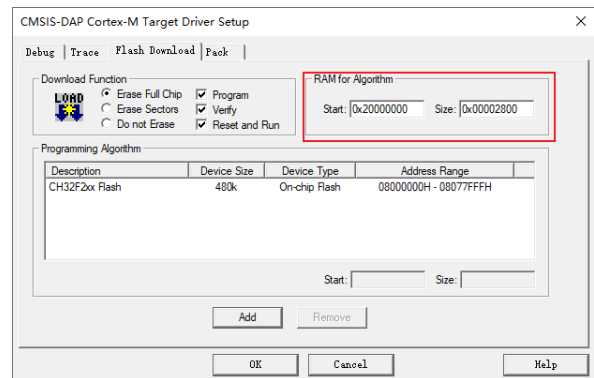 CMSIS-DAP Cortex-M Target Driver Setup
Debug | Trace | Flash Download | Pack |
Download Function
LOAD
Erase Full Chip
Erase Sectors
Do not Erase
Program
Verify
Reset and Run
RAM for Algorithm
Start: 0x20000000 Size: 0x00002800
Programming Algorithm
Description Device Size Device Type Address Range
CH32F2xx Flash 480k On-chip Flash 08000000H - 08077FFFH
Start: Size:
Add Remove
OK Cancel Help